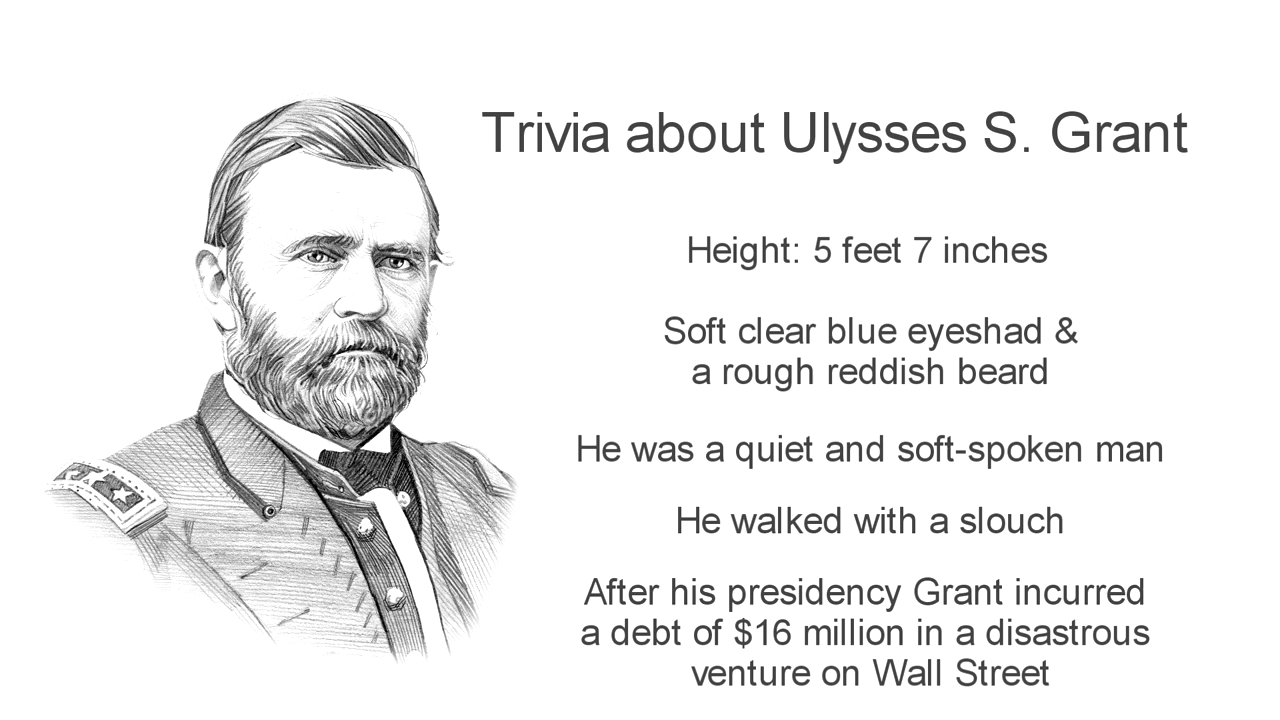 Trivia about Ulysses S. Grant
Height: 5 feet 7 inches
Soft clear blue eyeshad &
a rough reddish beard
He was a quiet and soft-spoken man
He walked with a slouch
After his presidency Grant incurred
a debt of $16 million in a disastrous
venture on Wall Street